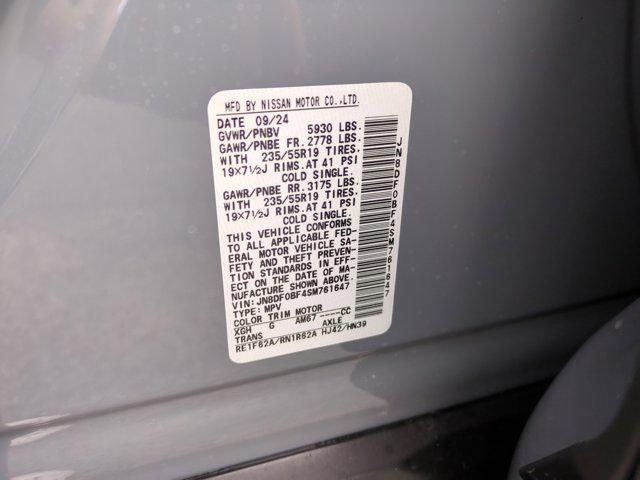 MFD BY NISSAN MOTOR CO.,LTD.
DATE 09/24
GVWR/PNBV 5930 LBS.
GAWR/PNBE FR. 2778 LBS.
WITH 235/55R19 TIRES.
19×7½J RIMS.AT 41 PSI
COLD SINGLE.
GAWR/PNBE RR. 3175 LBS.
WITH 235/55R19 TIRES.
19×7½J RIMS.AT 41 PSI
COLD SINGLE.
THIS VEHICLE CONFORMS
TO ALL APPLICABLE FED-
ERAL MOTOR VEHICLE SA-
FETY AND THEFT PREVEN-
TION STANDARDS IN EFF-
ECT ON THE DATE OF MA-
NUFACTURE SHOWN ABOVE.
VIN: JN8DF0BF4SM761647
TYPE: MPV
COLOR TRIM MOTOR
XGH G AM67 ----CC
TRANS AXLE
RE1F62A/RN1R62A HJ42/HN39
JN8DF0BF4SM761647